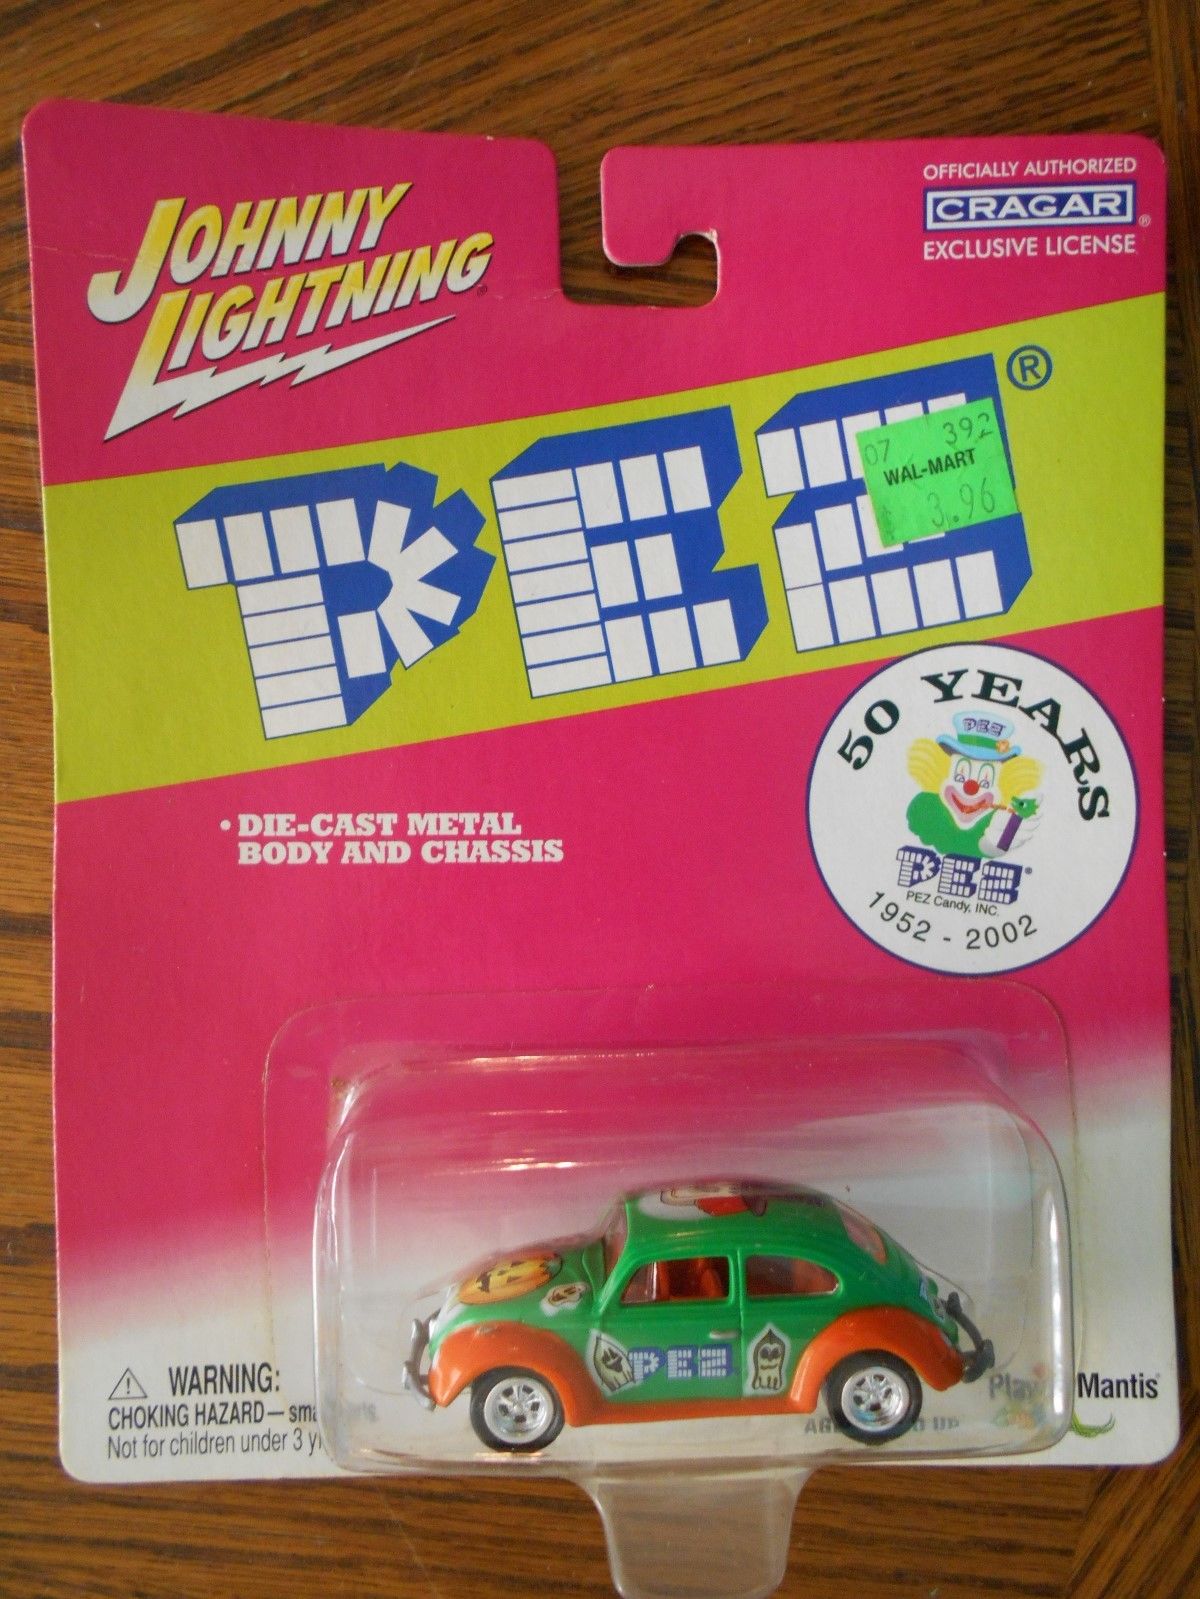 JOHNNY
LIGHTNING
OFFICIALLY AUTHORIZED
CRAGAR®
EXCLUSIVE LICENSE
PEZ®
07 392
WAL-MART
3.96
50 YEARS
PEZ
PEZ
PEZ Candy, INC.
1952 - 2002
• DIE-CAST METAL
BODY AND CHASSIS
PEZ
WARNING:
CHOKING HAZARD—
Not for children under 3
Mantis